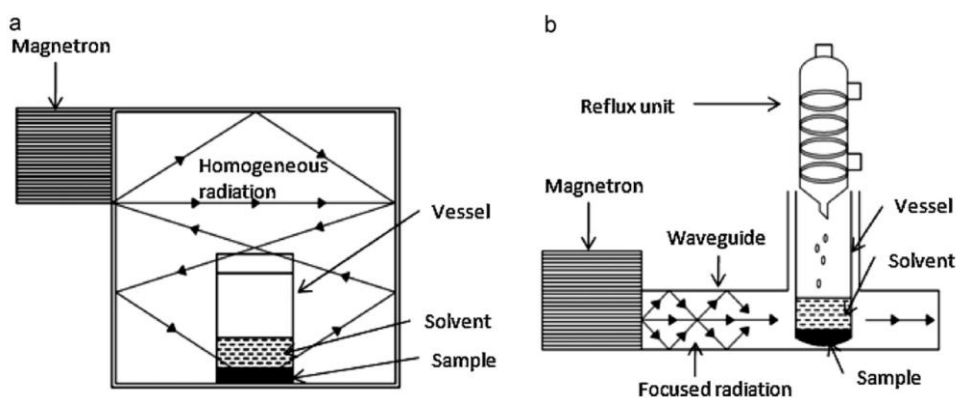 a
Magnetron
Homogeneous
radiation
Vessel
Solvent
Sample
b
Reflux unit
Magnetron
Waveguide
Vessel
Solvent
Focused radiation
Sample